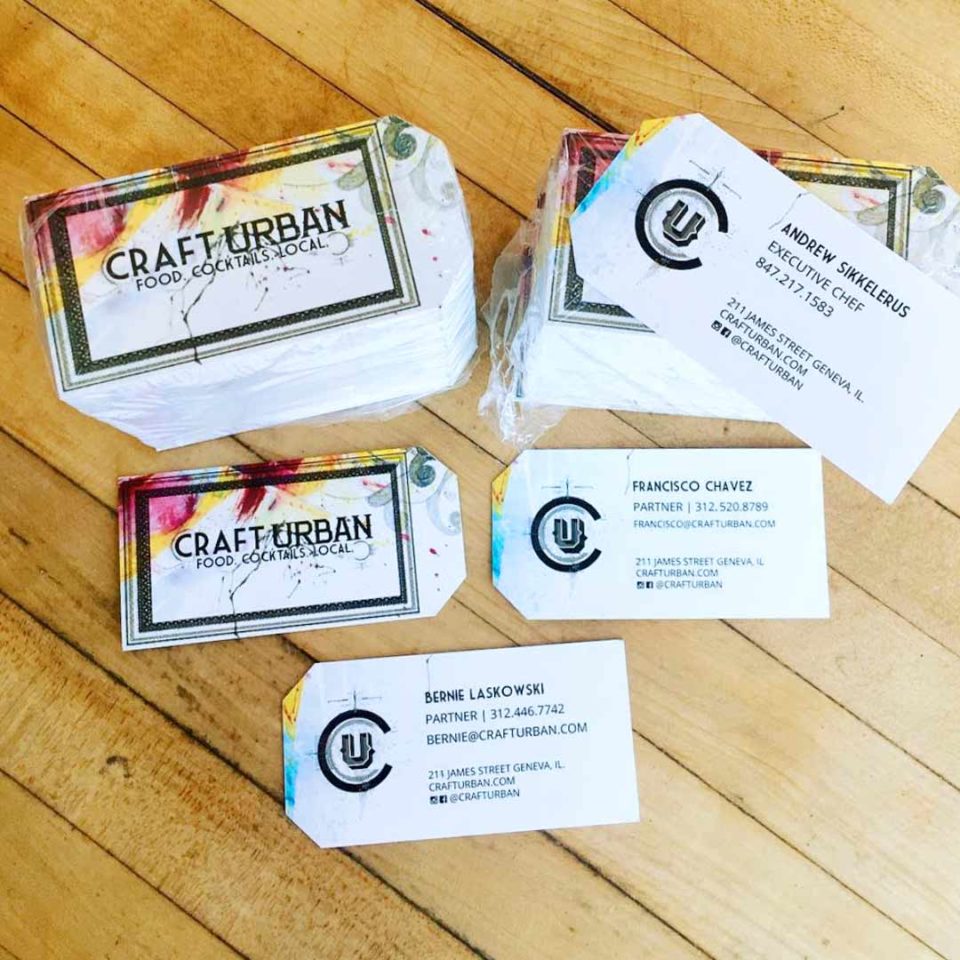 CRAFT URBAN
FOOD. COCKTAILS. LOCAL.
CU
ANDREW SIKKELERUS
EXECUTIVE CHEF
847.217.1583
211 JAMES STREET GENEVA, IL.
CRAFTURBAN.COM
@CRAFTURBAN
CRAFT URBAN
FOOD. COCKTAILS. LOCAL.
CU
FRANCISCO CHAVEZ
PARTNER | 312.520.8789
FRANCISCO@CRAFTURBAN.COM
211 JAMES STREET GENEVA, IL
CRAFTURBAN.COM
@CRAFTURBAN
CU
BERNIE LASKOWSKI
PARTNER | 312.446.7742
BERNIE@CRAFTURBAN.COM
211 JAMES STREET GENEVA, IL.
CRAFTURBAN.COM
@CRAFTURBAN